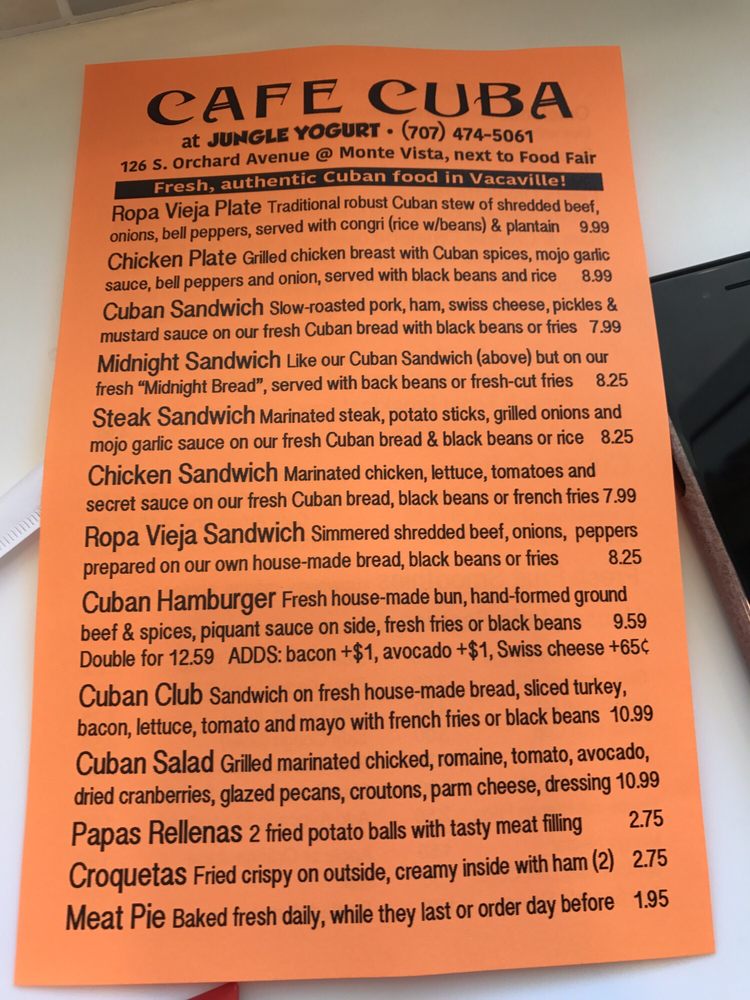 CAFE CUBA
at JUNGLE YOGURT • (707) 474-5061
126 S. Orchard Avenue @ Monte Vista, next to Food Fair
Fresh, authentic Cuban food in Vacaville!
Ropa Vieja Plate Traditional robust Cuban stew of shredded beef,
onions, bell peppers, served with congri (rice w/beans) & plantain 9.99
Chicken Plate Grilled chicken breast with Cuban spices, mojo garlic
sauce, bell peppers and onion, served with black beans and rice 8.99
Cuban Sandwich Slow-roasted pork, ham, swiss cheese, pickles &
mustard sauce on our fresh Cuban bread with black beans or fries 7.99
Midnight Sandwich Like our Cuban Sandwich (above) but on our
fresh “Midnight Bread”, served with back beans or fresh-cut fries 8.25
Steak Sandwich Marinated steak, potato sticks, grilled onions and
mojo garlic sauce on our fresh Cuban bread & black beans or rice 8.25
Chicken Sandwich Marinated chicken, lettuce, tomatoes and
secret sauce on our fresh Cuban bread, black beans or french fries 7.99
Ropa Vieja Sandwich Simmered shredded beef, onions, peppers
prepared on our own house-made bread, black beans or fries 8.25
Cuban Hamburger Fresh house-made bun, hand-formed ground
beef & spices, piquant sauce on side, fresh fries or black beans 9.59
Double for 12.59 ADDS: bacon +$1, avocado +$1, Swiss cheese +65¢
Cuban Club Sandwich on fresh house-made bread, sliced turkey,
bacon, lettuce, tomato and mayo with french fries or black beans 10.99
Cuban Salad Grilled marinated chicked, romaine, tomato, avocado,
dried cranberries, glazed pecans, croutons, parm cheese, dressing 10.99
Papas Rellenas 2 fried potato balls with tasty meat filling 2.75
Croquetas Fried crispy on outside, creamy inside with ham (2) 2.75
Meat Pie Baked fresh daily, while they last or order day before 1.95